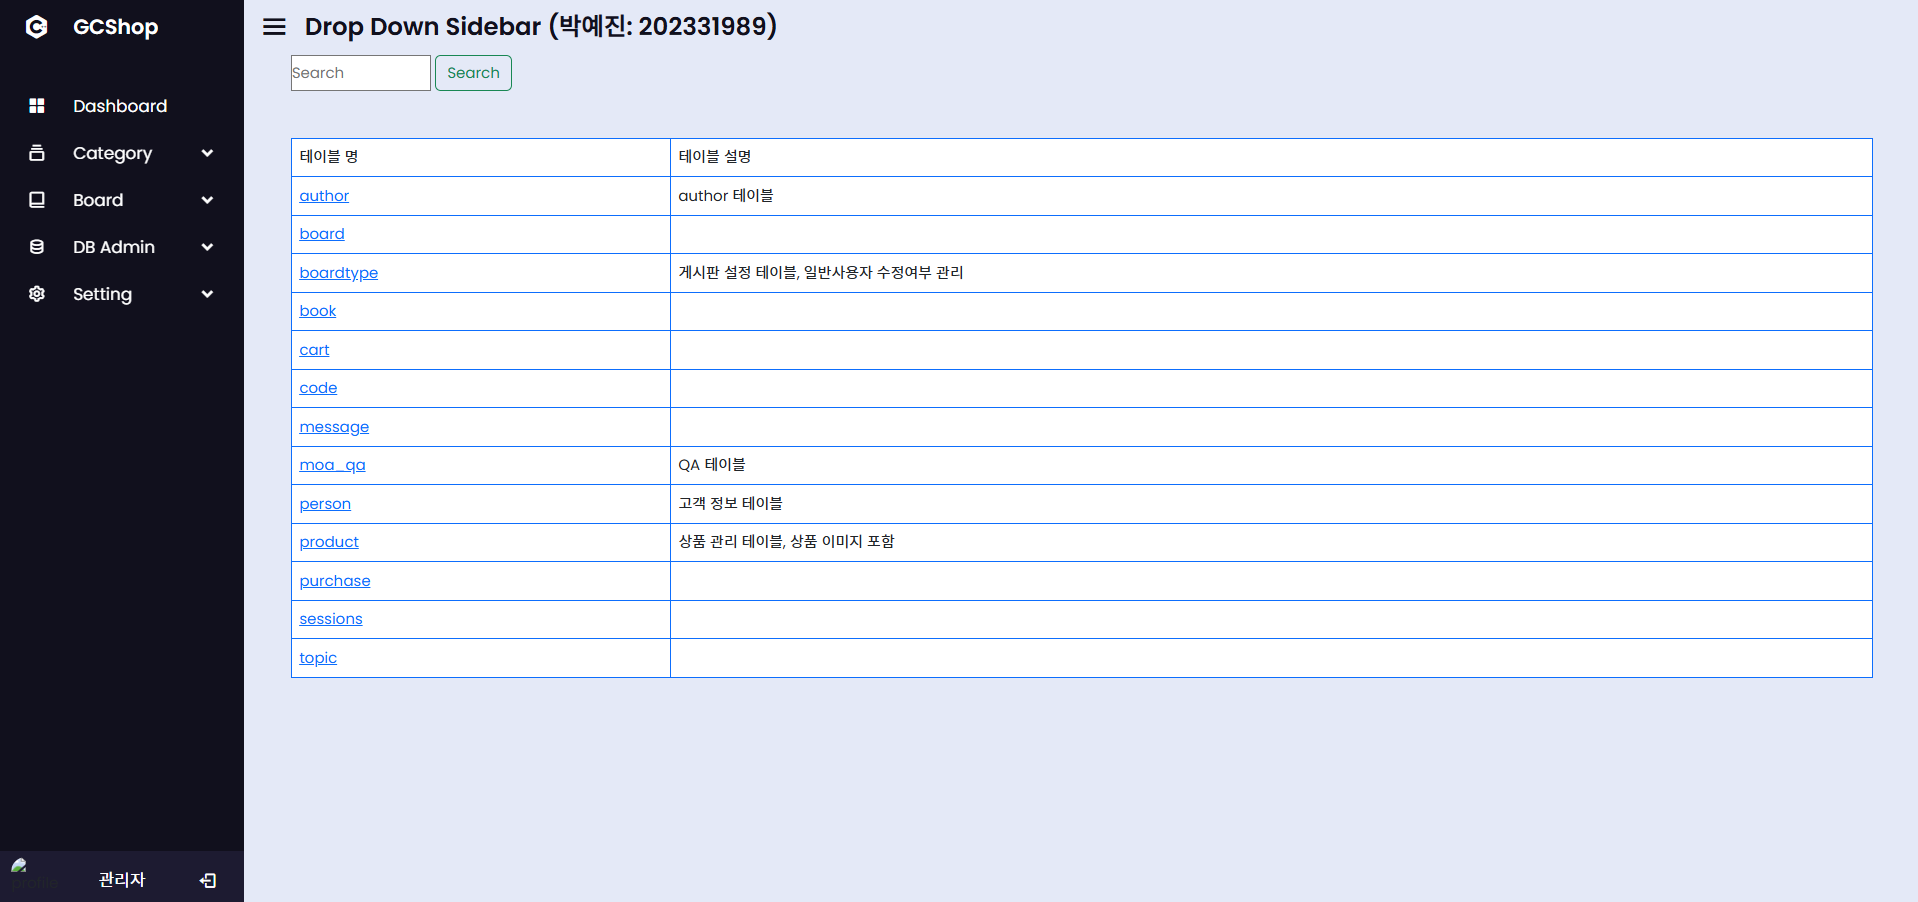 GCShop
Drop Down Sidebar (박예진: 202331989)
Search Search
Dashboard
Category
Board
DB Admin
Setting
테이블 명 테이블 설명
author author 테이블
board
boardtype 게시판 설정 테이블, 일반사용자 수정여부 관리
book
cart
code
message
moa_qa QA 테이블
person 고객 정보 테이블
product 상품 관리 테이블, 상품 이미지 포함
purchase
sessions
topic
profile
관리자